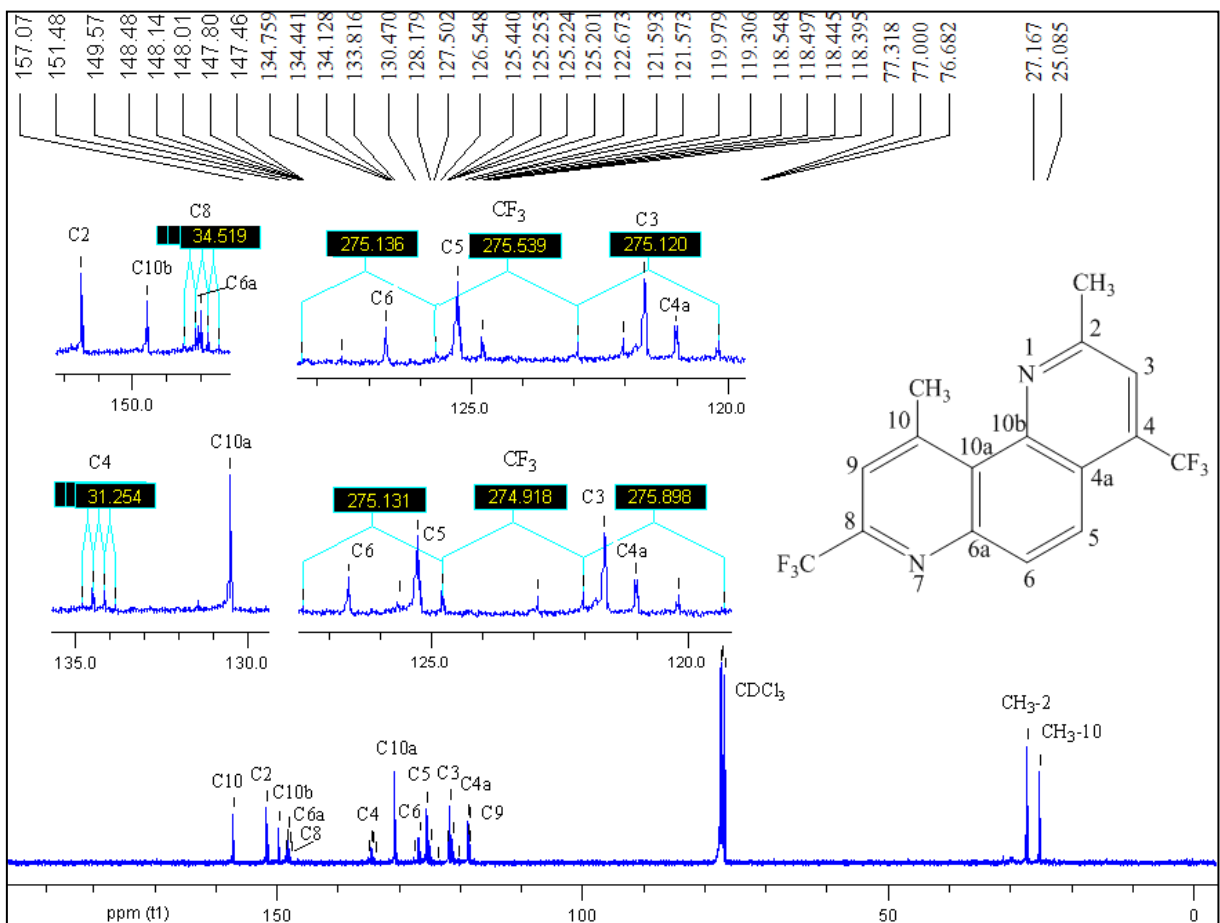 157.07 151.48 149.57 148.48 148.14 148.01 147.80 147.46 134.759 134.441 134.128 133.816 130.470 128.179 127.502 126.548 125.440 125.253 125.224 125.201 122.673 121.593 121.573 119.979 119.306 118.548 118.497 118.445 118.395 77.318 77.000 76.682 27.167 25.085
C2 C8 CF3 C3
34.519 275.136 C5 275.539 275.120
C10b C6a C6 C4a
150.0 125.0 120.0
C4 C10a CF3
31.254 275.131 274.918 C3 275.898
C6 C5 C4a
135.0 130.0 125.0 120.0
CH3
2
1
N 3
CH3
10 10b 4
10a
9 4a CF3
8 6a 5
F3C N 6
7
CDCl3
CH3-2
CH3-10
C10 C2 C10b C6a C8 C4 C10a C6 C5 C3 C4a C9
ppm (t1) 150 100 50 0